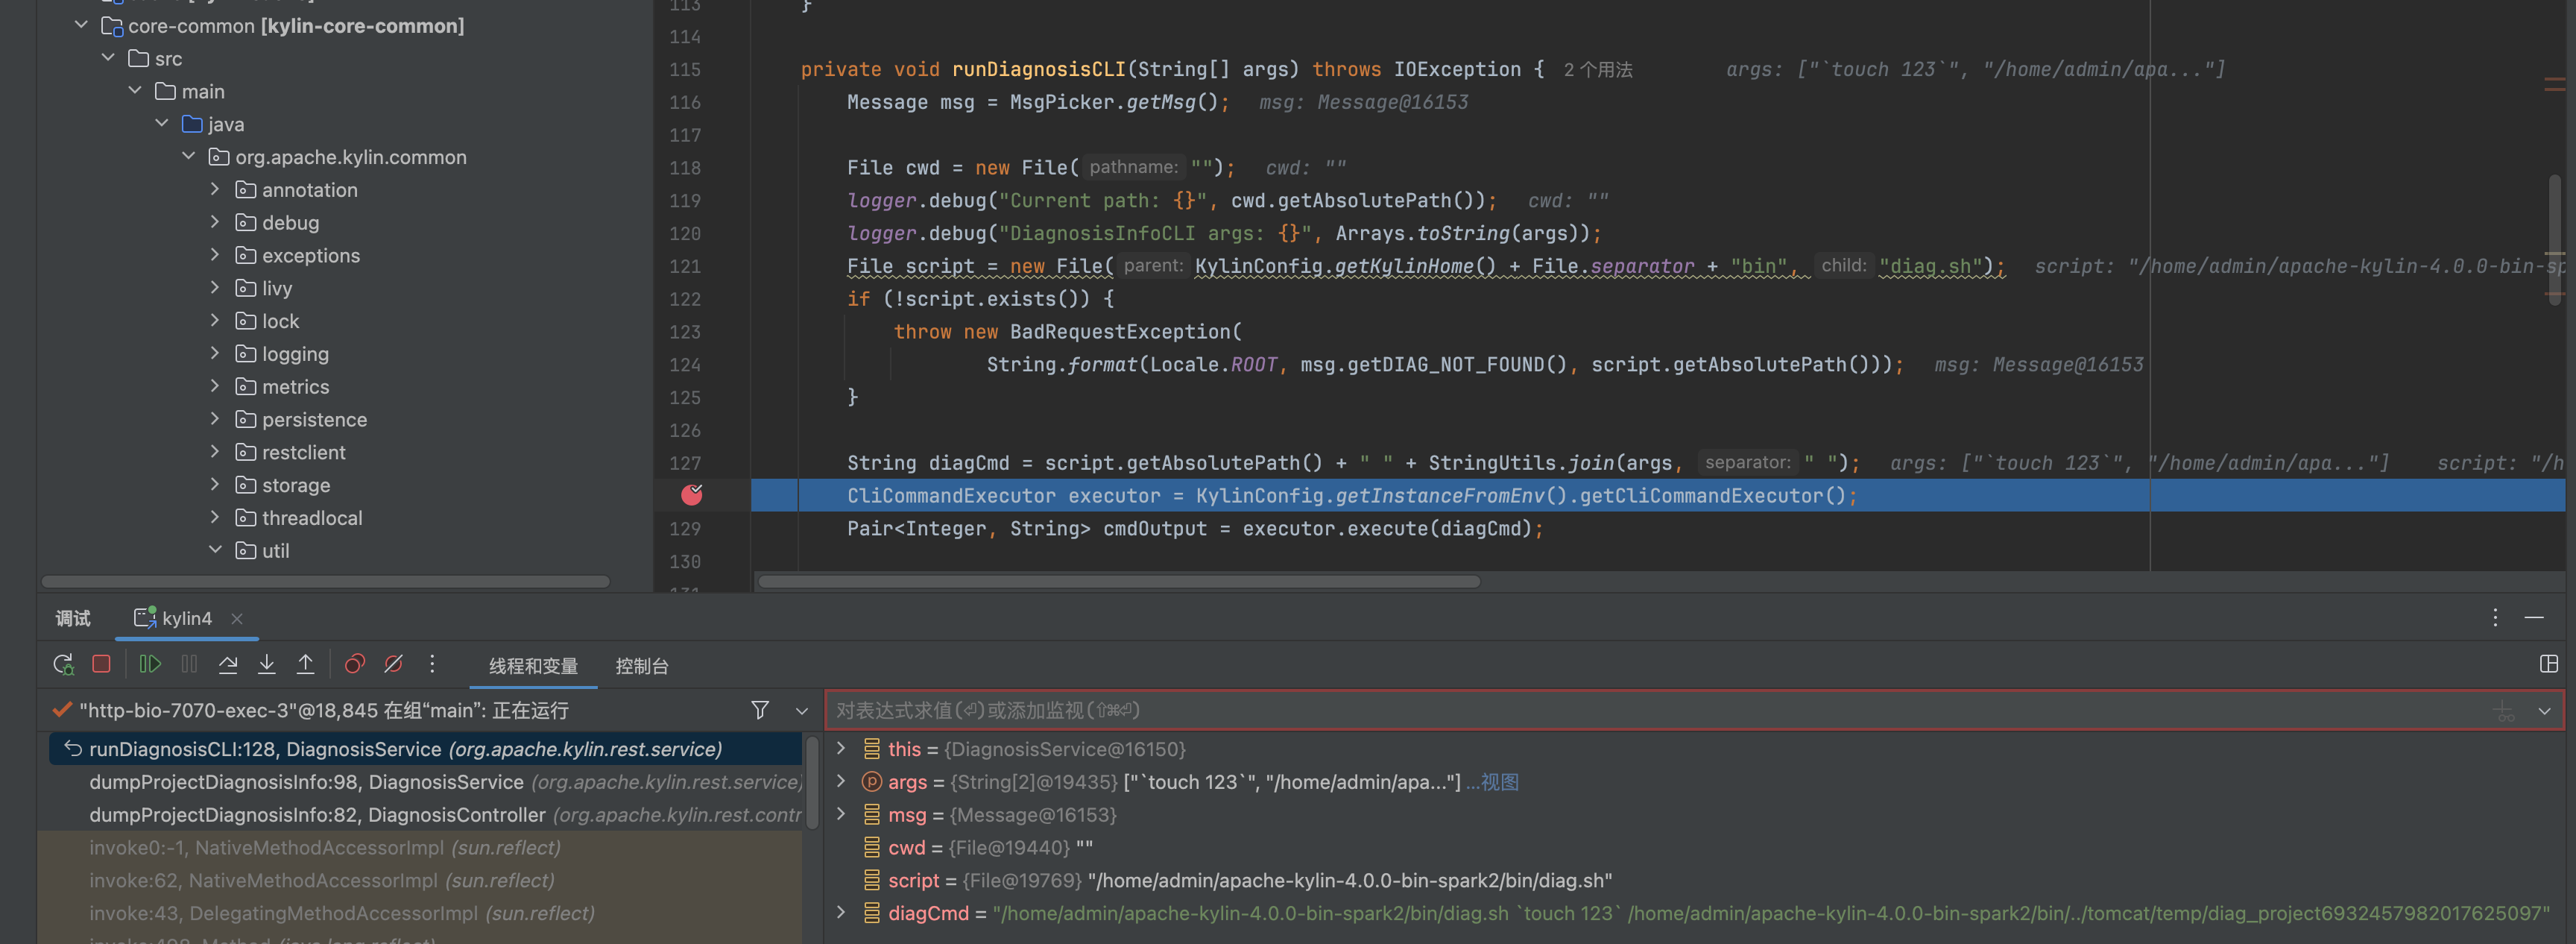 core-common [kylin-core-common]
src
main
java
org.apache.kylin.common
annotation
debug
exceptions
livy
lock
logging
metrics
persistence
restclient
storage
threadlocal
util
113 }
114
115 private void runDiagnosisCLI(String[] args) throws IOException { 2 个用法 args: ["`touch 123`", "/home/admin/apa..."]
116 Message msg = MsgPicker.getMsg(); msg: Message@16153
117
118 File cwd = new File( pathname: ""); cwd: ""
119 logger.debug("Current path: {}", cwd.getAbsolutePath()); cwd: ""
120 logger.debug("DiagnosisInfoCLI args: {}", Arrays.toString(args));
121 File script = new File( parent: KylinConfig.getKylinHome() + File.separator + "bin", child: "diag.sh"); script: "/home/admin/apache-kylin-4.0.0-bin-sp
122 if (!script.exists()) {
123 throw new BadRequestException(
124 String.format(Locale.ROOT, msg.getDIAG_NOT_FOUND(), script.getAbsolutePath())); msg: Message@16153
125 }
126
127 String diagCmd = script.getAbsolutePath() + " " + StringUtils.join(args, separator: " "); args: ["`touch 123`", "/home/admin/apa..."] script: "/h
CliCommandExecutor executor = KylinConfig.getInstanceFromEnv().getCliCommandExecutor();
129 Pair<Integer, String> cmdOutput = executor.execute(diagCmd);
130
调试 kylin4
线程和变量 控制台
"http-bio-7070-exec-3"@18,845 在组“main”: 正在运行
对表达式求值(⏎)或添加监视(⇧⌘⏎)
runDiagnosisCLI:128, DiagnosisService (org.apache.kylin.rest.service)
dumpProjectDiagnosisInfo:98, DiagnosisService (org.apache.kylin.rest.service)
dumpProjectDiagnosisInfo:82, DiagnosisController (org.apache.kylin.rest.contr
invoke0:-1, NativeMethodAccessorImpl (sun.reflect)
invoke:62, NativeMethodAccessorImpl (sun.reflect)
invoke:43, DelegatingMethodAccessorImpl (sun.reflect)
this = {DiagnosisService@16150}
args = {String[2]@19435} ["`touch 123`", "/home/admin/apa..."] ...视图
msg = {Message@16153}
cwd = {File@19440} ""
script = {File@19769} "/home/admin/apache-kylin-4.0.0-bin-spark2/bin/diag.sh"
diagCmd = "/home/admin/apache-kylin-4.0.0-bin-spark2/bin/diag.sh `touch 123` /home/admin/apache-kylin-4.0.0-bin-spark2/bin/../tomcat/temp/diag_project6932457982017625097"